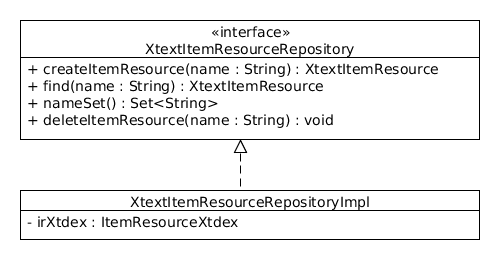 «interface»
XtextItemResourceRepository
+ createItemResource(name : String) : XtextItemResource
+ find(name : String) : XtextItemResource
+ nameSet() : Set<String>
+ deleteItemResource(name : String) : void
XtextItemResourceRepositoryImpl
- irXtdex : ItemResourceXtdex